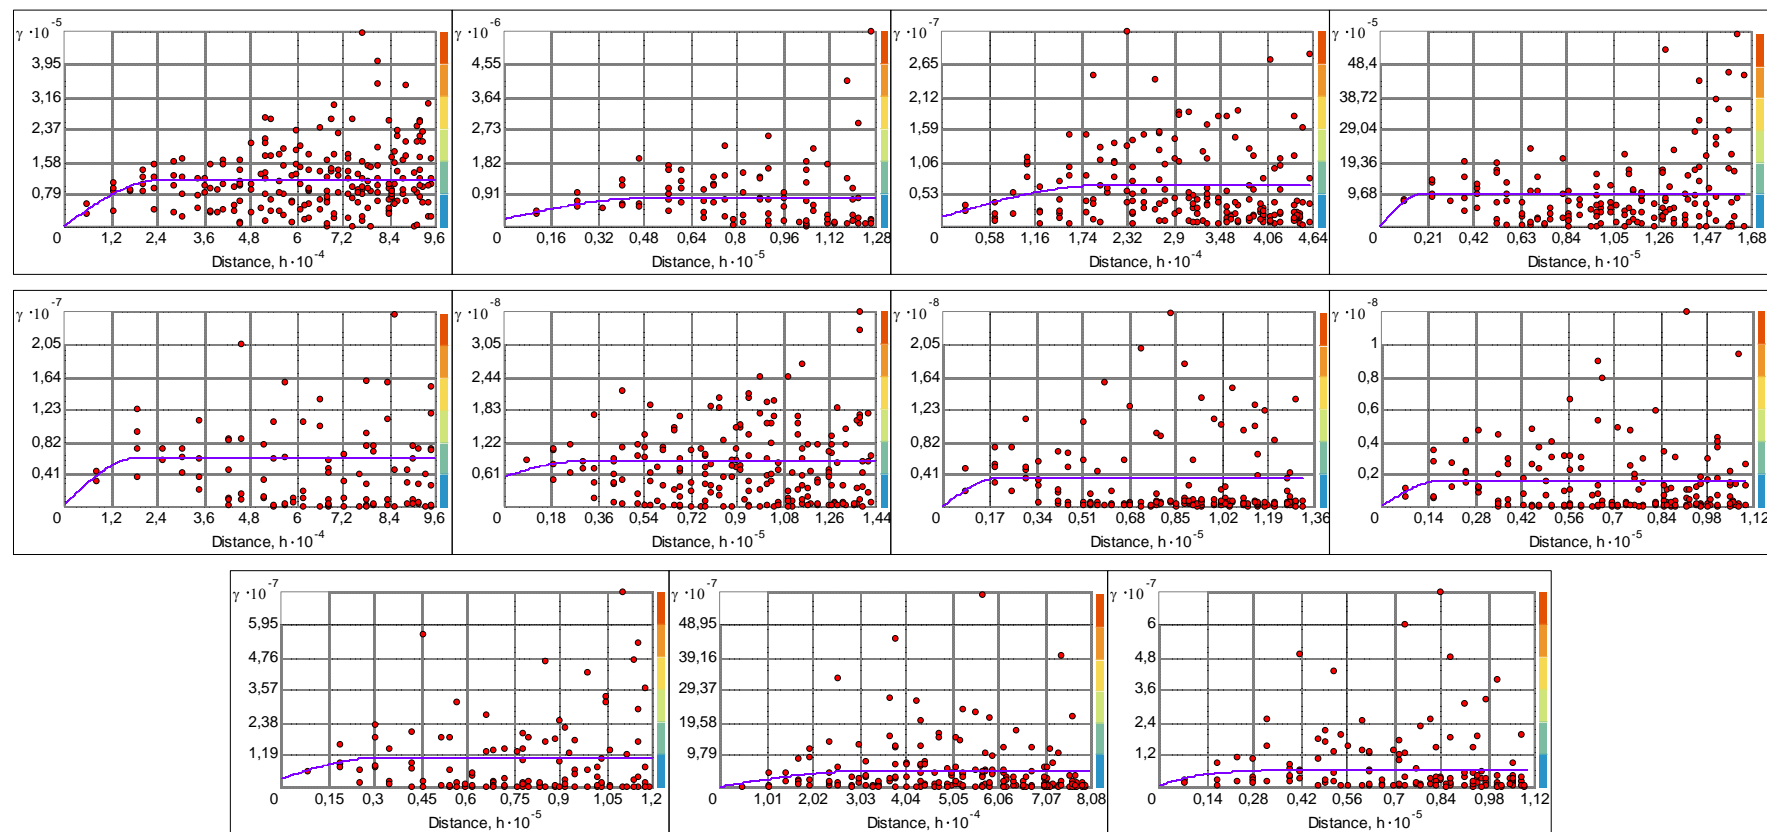 γ ·10 -5
3,95
3,16
2,37
1,58
0,79
0 1,2 2,4 3,6 4,8 6 7,2 8,4 9,6
Distance, h ·10 -4
γ ·10 -6
4,55
3,64
2,73
1,82
0,91
0 0,16 0,32 0,48 0,64 0,8 0,96 1,12 1,28
Distance, h ·10 -5
γ ·10 -7
2,65
2,12
1,59
1,06
0,53
0 0,58 1,16 1,74 2,32 2,9 3,48 4,06 4,64
Distance, h ·10 -4
γ ·10 -5
48,4
38,72
29,04
19,36
9,68
0 0,21 0,42 0,63 0,84 1,05 1,26 1,47 1,68
Distance, h ·10 -5
γ ·10 -7
2,05
1,64
1,23
0,82
0,41
0 1,2 2,4 3,6 4,8 6 7,2 8,4 9,6
Distance, h ·10 -4
γ ·10 -8
3,05
2,44
1,83
1,22
0,61
0 0,18 0,36 0,54 0,72 0,9 1,08 1,26 1,44
Distance, h ·10 -5
γ ·10 -8
2,05
1,64
1,23
0,82
0,41
0 0,17 0,34 0,51 0,68 0,85 1,02 1,19 1,36
Distance, h ·10 -5
γ ·10 -8
1
0,8
0,6
0,4
0,2
0 0,14 0,28 0,42 0,56 0,7 0,84 0,98 1,12
Distance, h ·10 -5
γ ·10 -7
5,95
4,76
3,57
2,38
1,19
0 0,15 0,3 0,45 0,6 0,75 0,9 1,05 1,2
Distance, h ·10 -5
γ ·10 -7
48,95
39,16
29,37
19,58
9,79
0 1,01 2,02 3,03 4,04 5,05 6,06 7,07 8,08
Distance, h ·10 -4
γ ·10 -7
6
4,8
3,6
2,4
1,2
0 0,14 0,28 0,42 0,56 0,7 0,84 0,98 1,12
Distance, h ·10 -5